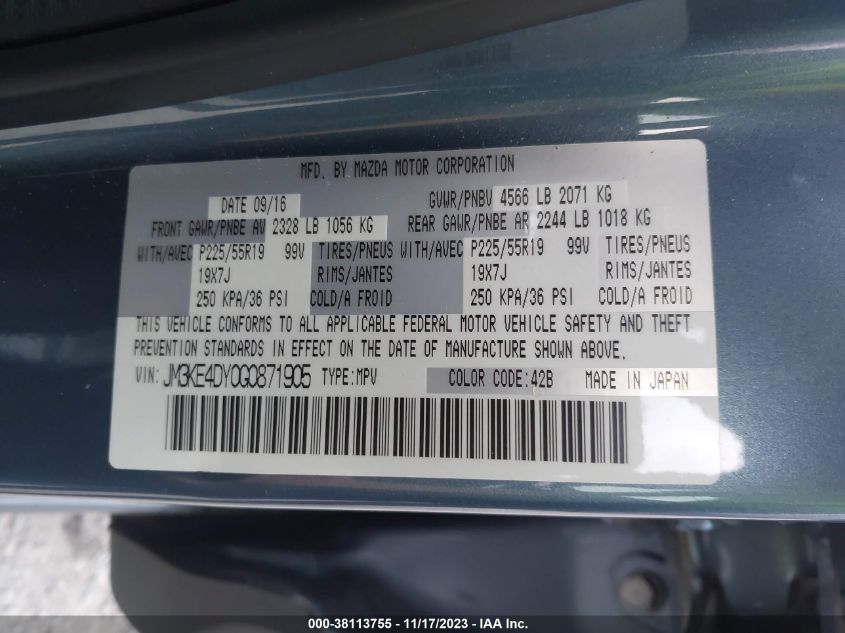 MFD. BY MAZDA MOTOR CORPORATION
DATE 09/16 GVWR/PNBV 4566 LB 2071 KG
FRONT GAWR/PNBE AV 2328 LB 1056 KG REAR GAWR/PNBE AR 2244 LB 1018 KG
WITH/AVEC P225/55R19 99V TIRES/PNEUS WITH/AVEC P225/55R19 99V TIRES/PNEUS
19X7J RIMS/JANTES 19X7J RIMS/JANTES
250 KPA/36 PSI COLD/A FROID 250 KPA/36 PSI COLD/A FROID
THIS VEHICLE CONFORMS TO ALL APPLICABLE FEDERAL MOTOR VEHICLE SAFETY AND THEFT
PREVENTION STANDARDS IN EFFECT ON THE DATE OF MANUFACTURE SHOWN ABOVE.
VIN: JM3KE4DY0G0871905 TYPE:MPV COLOR CODE:42B MADE IN JAPAN
000-38113755 - 11/17/2023 - IAA Inc.